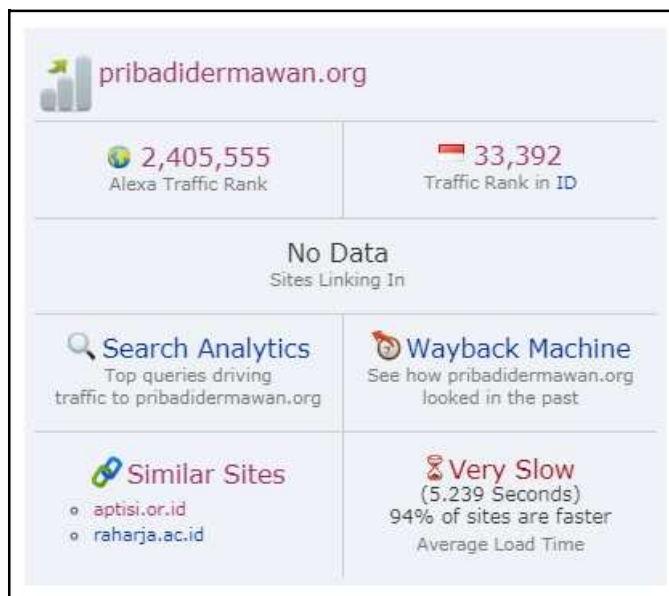 pribadidermawan.org
2,405,555
Alexa Traffic Rank
33,392
Traffic Rank in ID
No Data
Sites Linking In
Search Analytics
Top queries driving
traffic to pribadidermawan.org
Wayback Machine
See how pribadidermawan.org
looked in the past
Similar Sites
aptisi.or.id
raharja.ac.id
Very Slow
(5.239 Seconds)
94% of sites are faster
Average Load Time